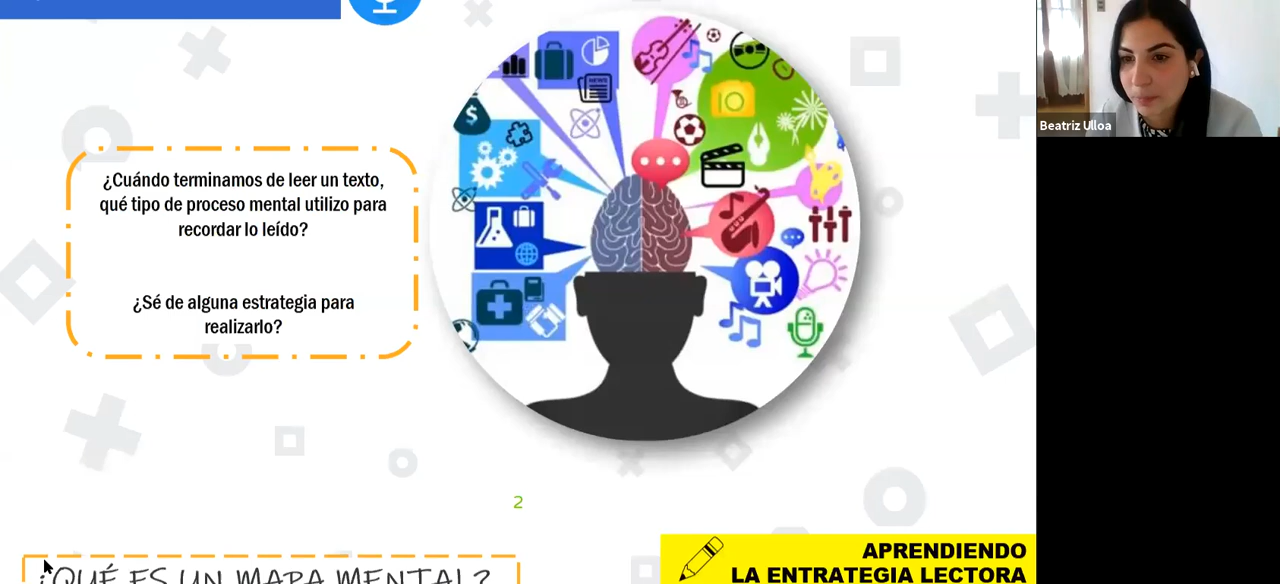 ¿Cuándo terminamos de leer un texto,
qué tipo de proceso mental utilizo para
recordar lo leído?
¿Sé de alguna estrategia para
realizarlo?
NEWS
$
Beatriz Ulloa
2
¿QUÉ ES UN MAPA MENTAL?
APRENDIENDO
LA ENTRATEGIA LECTORA